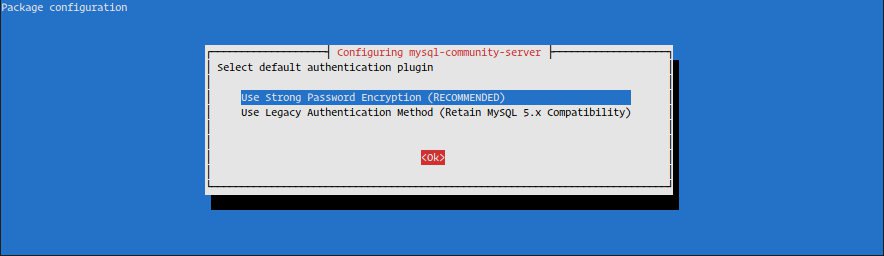 Package configuration
Configuring mysql-community-server
Select default authentication plugin
Use Strong Password Encryption (RECOMMENDED)
Use Legacy Authentication Method (Retain MySQL 5.x Compatibility)
<Ok>